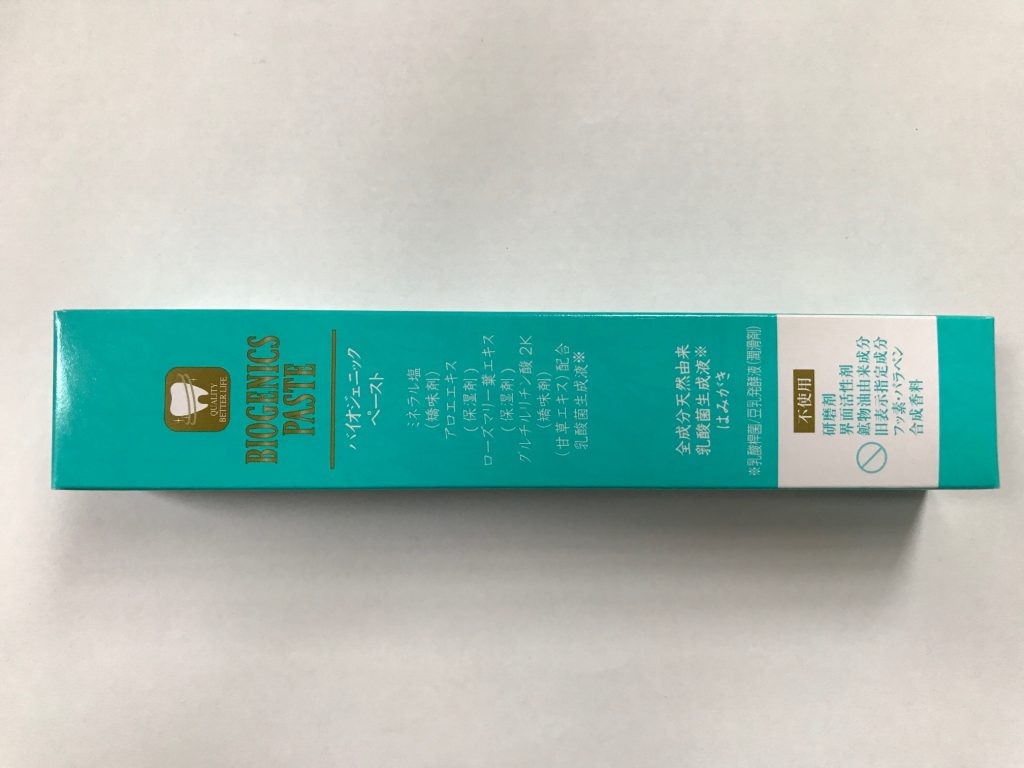 QUALITY
BETTER LIFE
BIOGENICS
PASTE
バイオジェニック
ペースト
ミネラル塩
(矯味剤)
アロエエキス
(保湿剤)
ローズマリー葉エキス
(保湿剤)
グルチルリチン酸2K
(矯味剤)
(甘草エキス)配合
乳酸菌生成液※
全成分天然由来
乳酸菌生成液※
はみがき
※乳酸桿菌/豆乳発酵液(潤滑剤)
不使用
研磨剤
界面活性剤
鉱物油由来成分
旧表示指定成分
フッ素・パラベン
合成香料